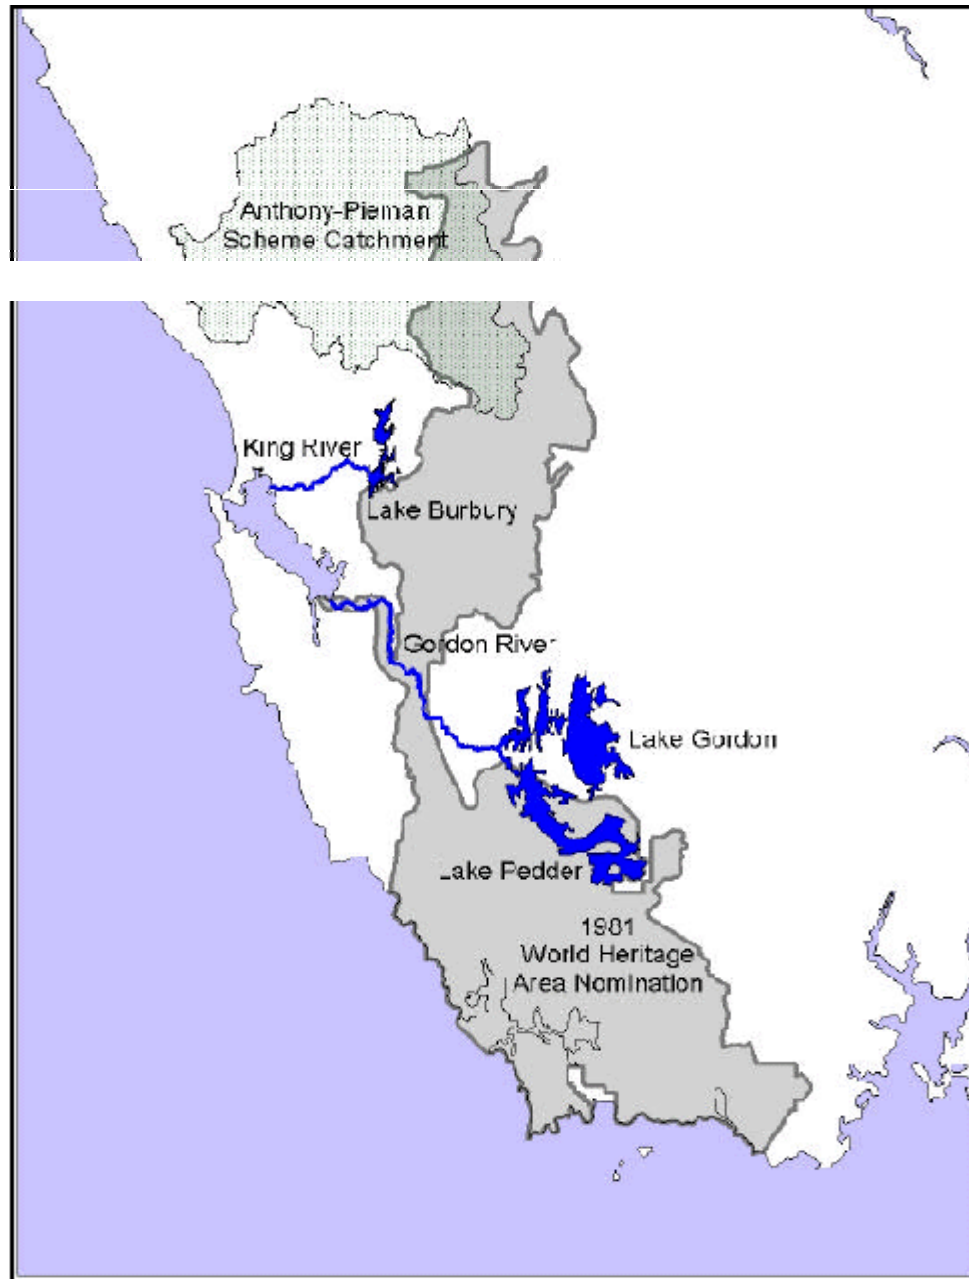 Anthony-Pieman
Scheme Catchment
King River
Lake Burbury
Gordon River
Lake Gordon
Lake Pedder
1981
World Heritage
Area Nomination